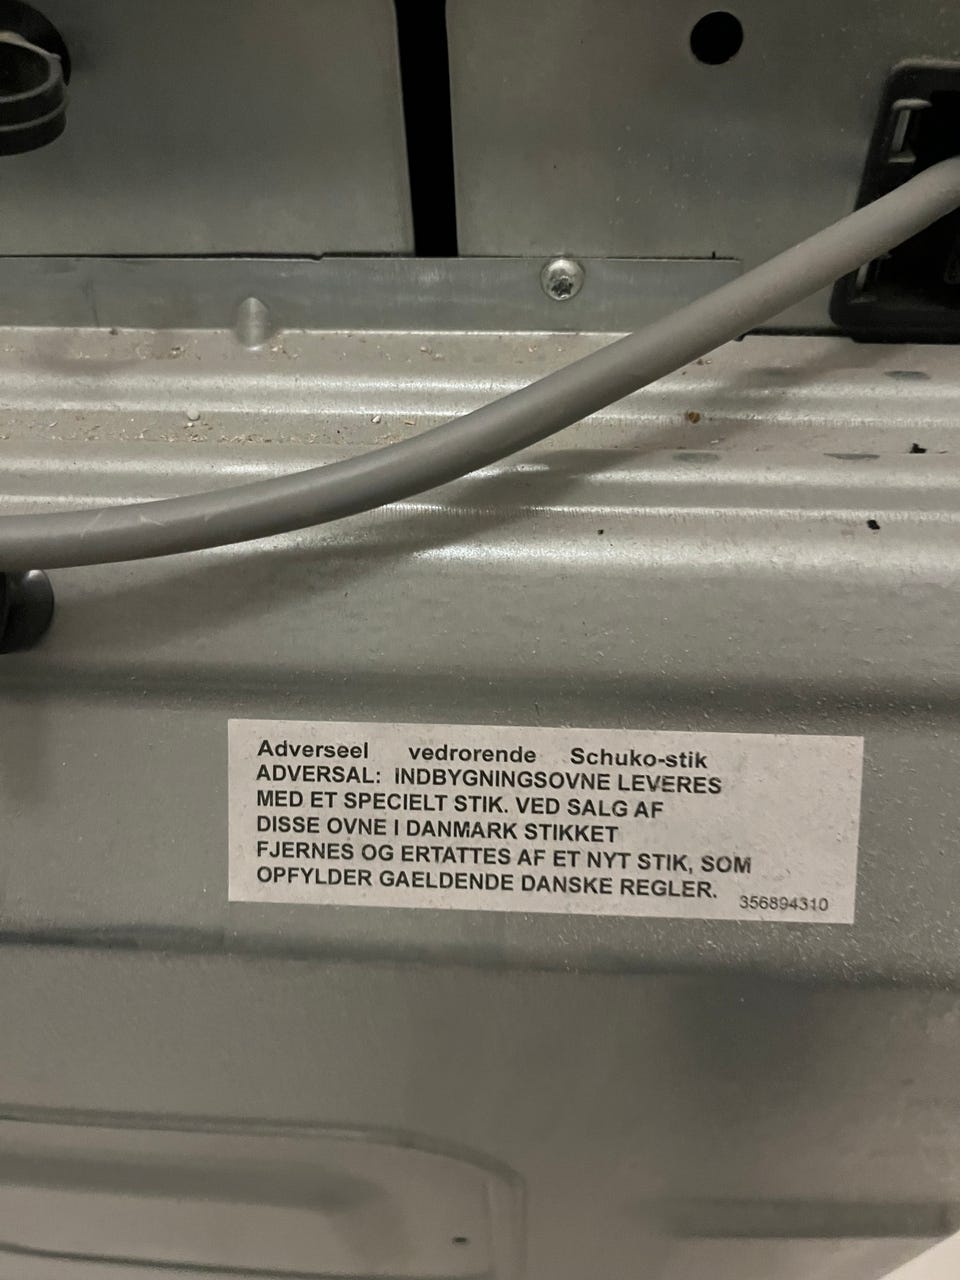 Adverseel vedrorende Schuko-stik
ADVERSAL: INDBYGNINGSOVNE LEVERES
MED ET SPECIELT STIK. VED SALG AF
DISSE OVNE I DANMARK STIKKET
FJERNES OG ERTATTES AF ET NYT STIK, SOM
OPFYLDER GAELDENDE DANSKE REGLER.
356894310